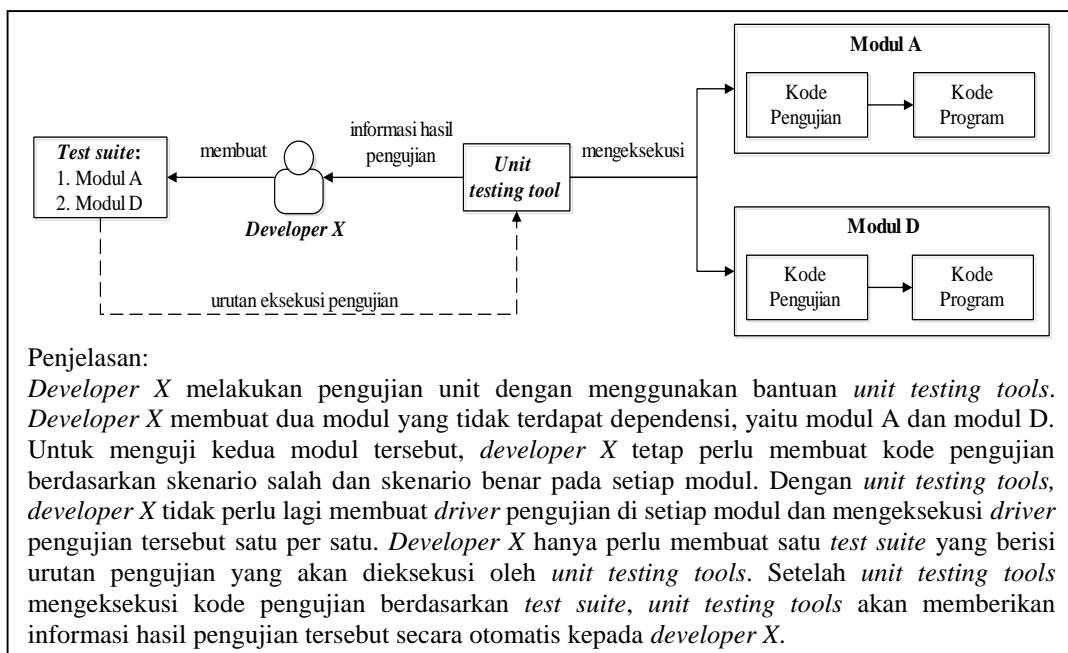 Modul A
Kode
Pengujian
Kode
Program
Test suite:
1. Modul A
2. Modul D
membuat
Developer X
informasi hasil
pengujian
Unit
testing tool
mengeksekusi
Modul D
Kode
Pengujian
Kode
Program
urutan eksekusi pengujian
Penjelasan:
Developer X melakukan pengujian unit dengan menggunakan bantuan unit testing tools.
Developer X membuat dua modul yang tidak terdapat dependensi, yaitu modul A dan modul D.
Untuk menguji kedua modul tersebut, developer X tetap perlu membuat kode pengujian
berdasarkan skenario salah dan skenario benar pada setiap modul. Dengan unit testing tools,
developer X tidak perlu lagi membuat driver pengujian di setiap modul dan mengeksekusi driver
pengujian tersebut satu per satu. Developer X hanya perlu membuat satu test suite yang berisi
urutan pengujian yang akan dieksekusi oleh unit testing tools. Setelah unit testing tools
mengeksekusi kode pengujian berdasarkan test suite, unit testing tools akan memberikan
informasi hasil pengujian tersebut secara otomatis kepada developer X.